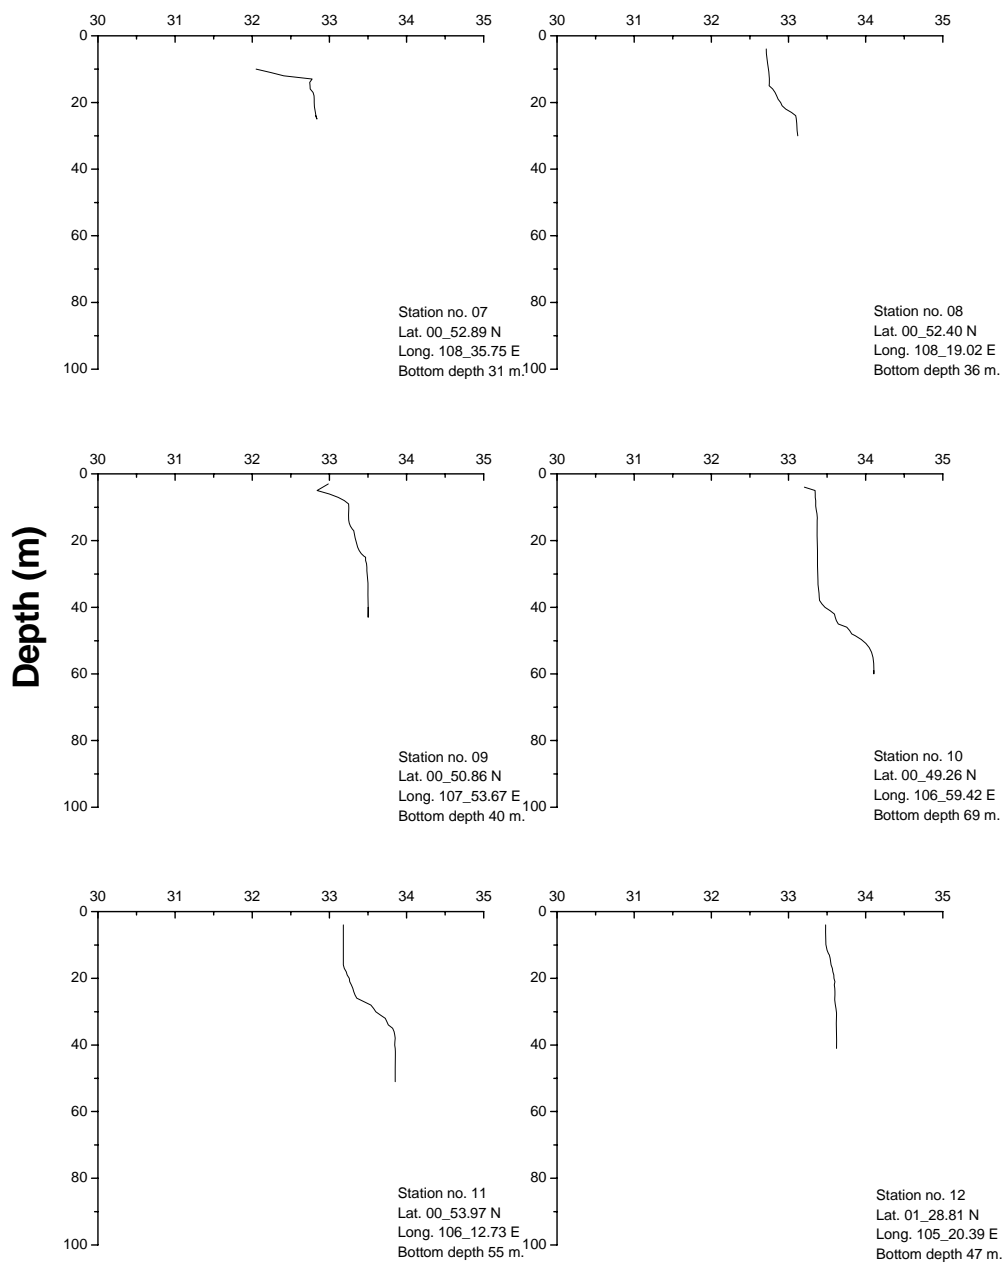 30 31 32 33 34 35
0
20
40
60
80
100
Station no. 07
Lat. 00_52.89 N
Long. 108_35.75 E
Bottom depth 31 m.
30 31 32 33 34 35
0
20
40
60
80
100
Station no. 08
Lat. 00_52.40 N
Long. 108_19.02 E
Bottom depth 36 m.
Depth (m)
30 31 32 33 34 35
0
20
40
60
80
100
Station no. 09
Lat. 00_50.86 N
Long. 107_53.67 E
Bottom depth 40 m.
30 31 32 33 34 35
0
20
40
60
80
100
Station no. 10
Lat. 00_49.26 N
Long. 106_59.42 E
Bottom depth 69 m.
30 31 32 33 34 35
0
20
40
60
80
100
Station no. 11
Lat. 00_53.97 N
Long. 106_12.73 E
Bottom depth 55 m.
30 31 32 33 34 35
0
20
40
60
80
100
Station no. 12
Lat. 01_28.81 N
Long. 105_20.39 E
Bottom depth 47 m.